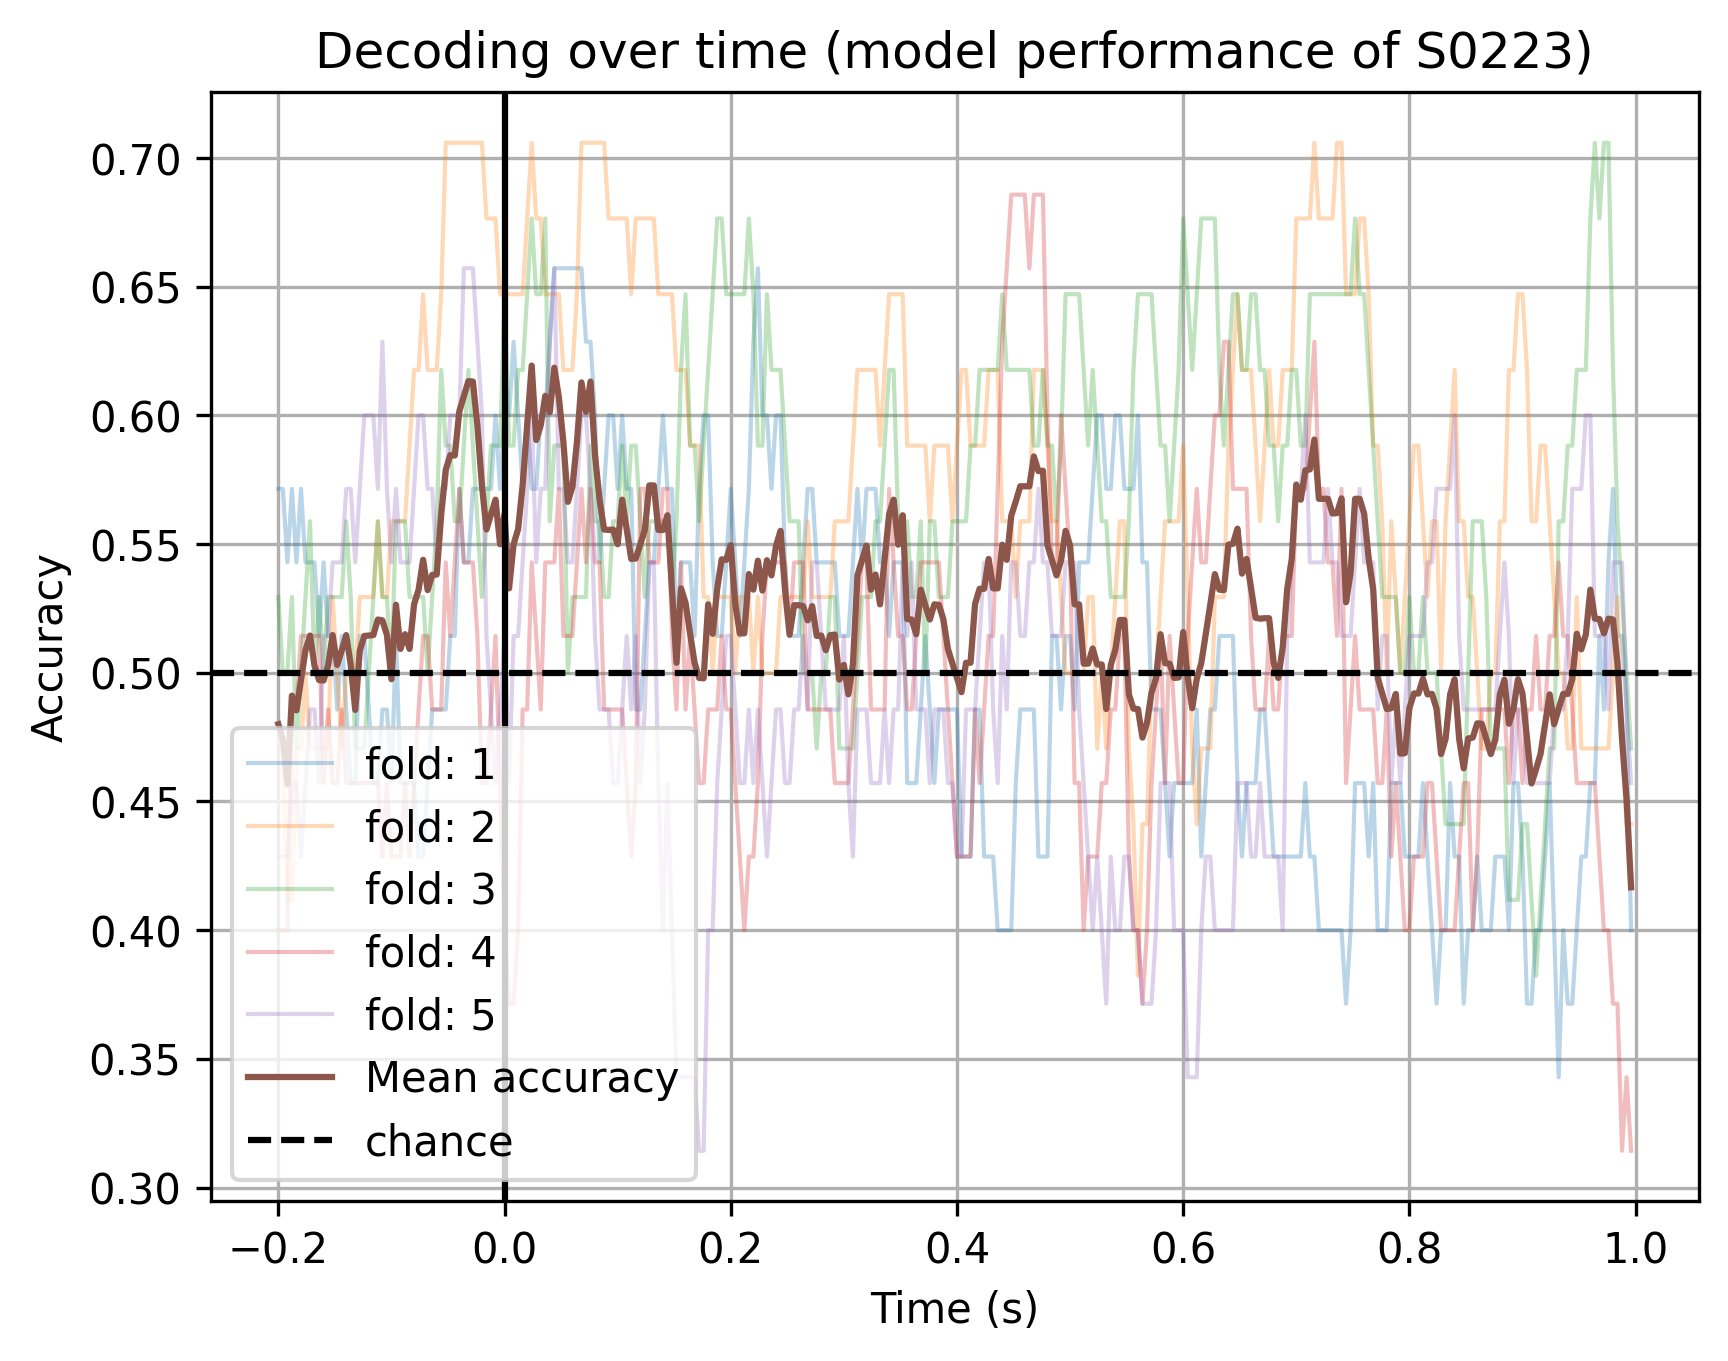 Decoding over time (model performance of S0223)
Accuracy
0.70
0.65
0.60
0.55
0.50
0.45
0.40
0.35
0.30
fold: 1
fold: 2
fold: 3
fold: 4
fold: 5
Mean accuracy
chance
−0.2 0.0 0.2 0.4 0.6 0.8 1.0
Time (s)